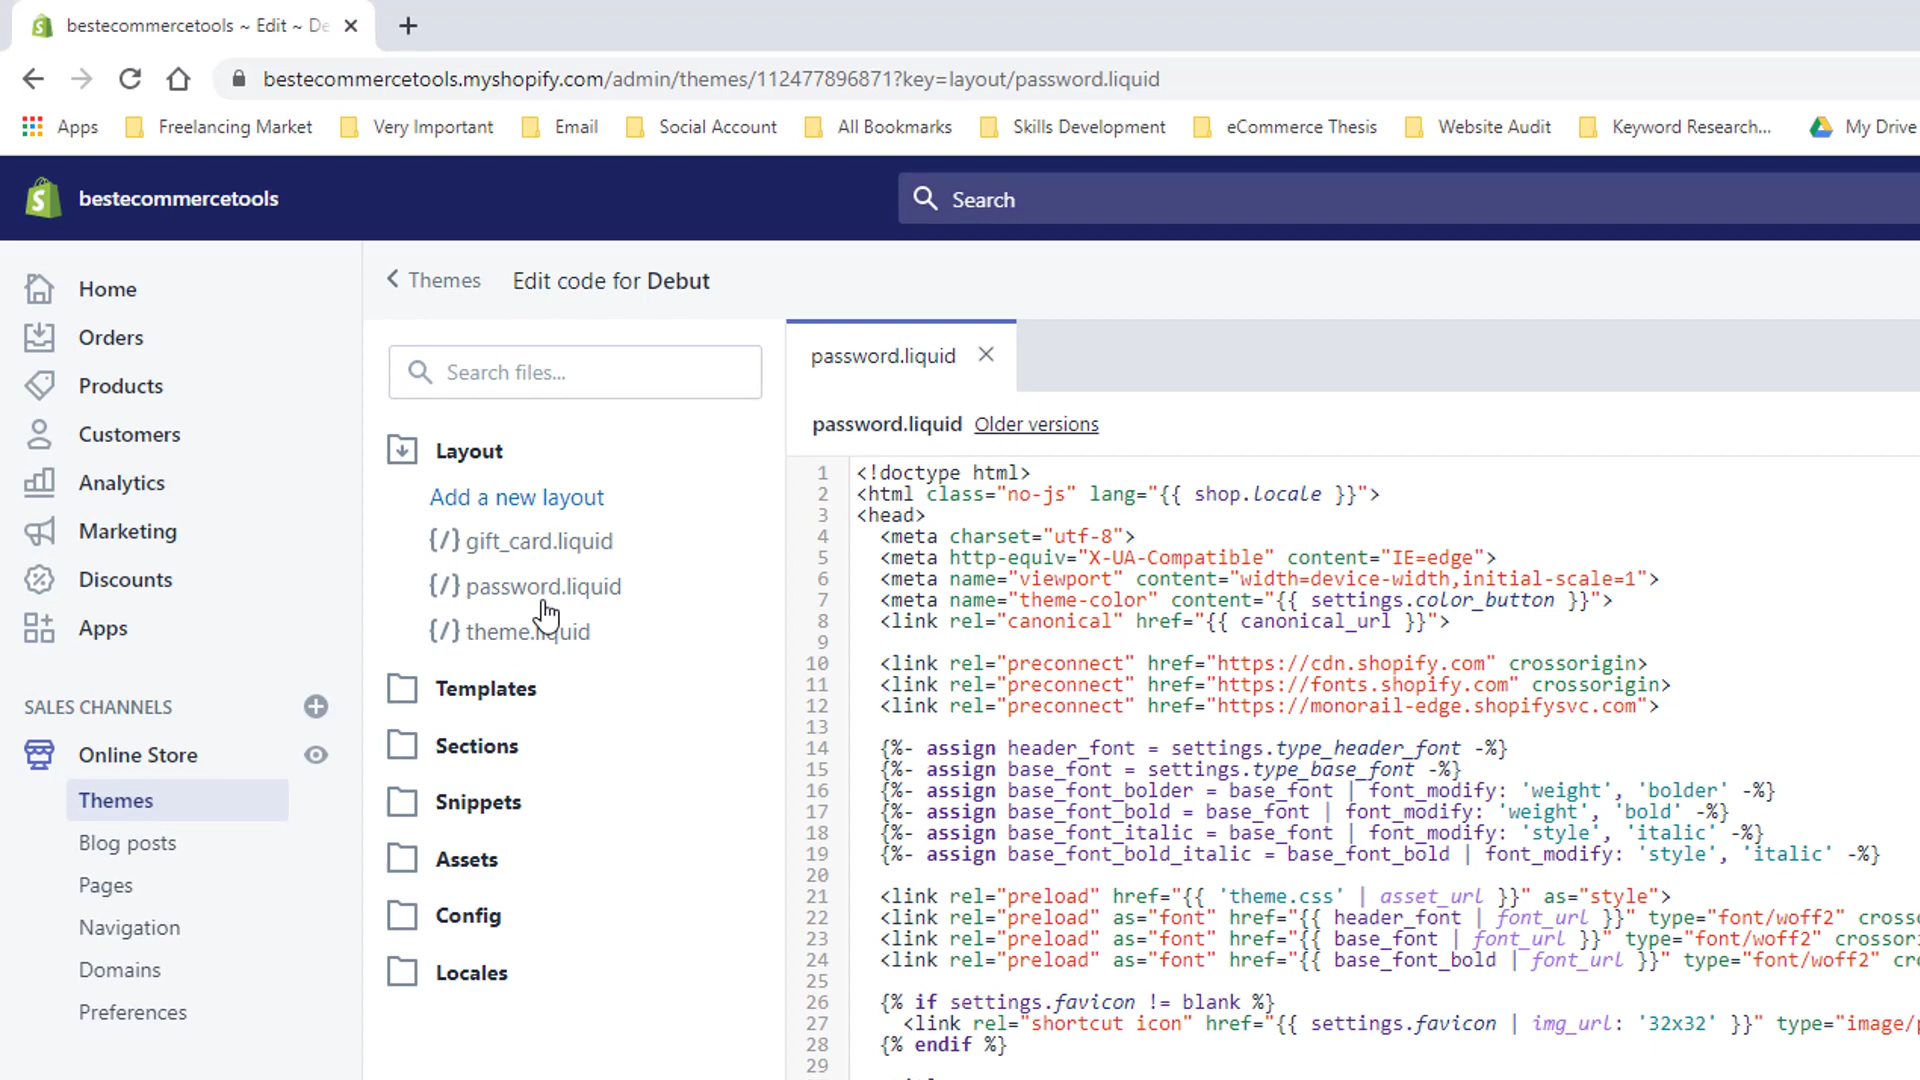 bestecommercetools ~ Edit ~ De
bestecommercetools.myshopify.com/admin/themes/112477896871?key=layout/password.liquid
Apps Freelancing Market Very Important Email Social Account All Bookmarks Skills Development eCommerce Thesis Website Audit Keyword Research... My Drive
bestecommercetools
Search
Home
Orders
Products
Customers
Analytics
Marketing
Discounts
Apps
SALES CHANNELS
Online Store
Themes
Blog posts
Pages
Navigation
Domains
Preferences
Themes Edit code for Debut
Search files...
Layout
Add a new layout
{/} gift_card.liquid
{/} password.liquid
{/} theme.liquid
Templates
Sections
Snippets
Assets
Config
Locales
password.liquid
password.liquid Older versions
1 <!doctype html>
2 <html class="no-js" lang="{{ shop.locale }}">
3 <head>
4 <meta charset="utf-8">
5 <meta http-equiv="X-UA-Compatible" content="IE=edge">
6 <meta name="viewport" content="width=device-width,initial-scale=1">
7 <meta name="theme-color" content="{{ settings.color_button }}">
8 <link rel="canonical" href="{{ canonical_url }}">
9
10 <link rel="preconnect" href="https://cdn.shopify.com" crossorigin>
11 <link rel="preconnect" href="https://fonts.shopify.com" crossorigin>
12 <link rel="preconnect" href="https://monorail-edge.shopifysvc.com">
13
14 {%- assign header_font = settings.type_header_font -%}
15 {%- assign base_font = settings.type_base_font -%}
16 {%- assign base_font_bolder = base_font | font_modify: 'weight', 'bolder' -%}
17 {%- assign base_font_bold = base_font | font_modify: 'weight', 'bold' -%}
18 {%- assign base_font_italic = base_font | font_modify: 'style', 'italic' -%}
19 {%- assign base_font_bold_italic = base_font_bold | font_modify: 'style', 'italic' -%}
20
21 <link rel="preload" href="{{ 'theme.css' | asset_url }}" as="style">
22 <link rel="preload" as="font" href="{{ header_font | font_url }}" type="font/woff2" cross
23 <link rel="preload" as="font" href="{{ base_font | font_url }}" type="font/woff2" crossori
24 <link rel="preload" as="font" href="{{ base_font_bold | font_url }}" type="font/woff2" cr
25
26 {% if settings.favicon != blank %}
27 <link rel="shortcut icon" href="{{ settings.favicon | img_url: '32x32' }}" type="image/
28 {% endif %}
29